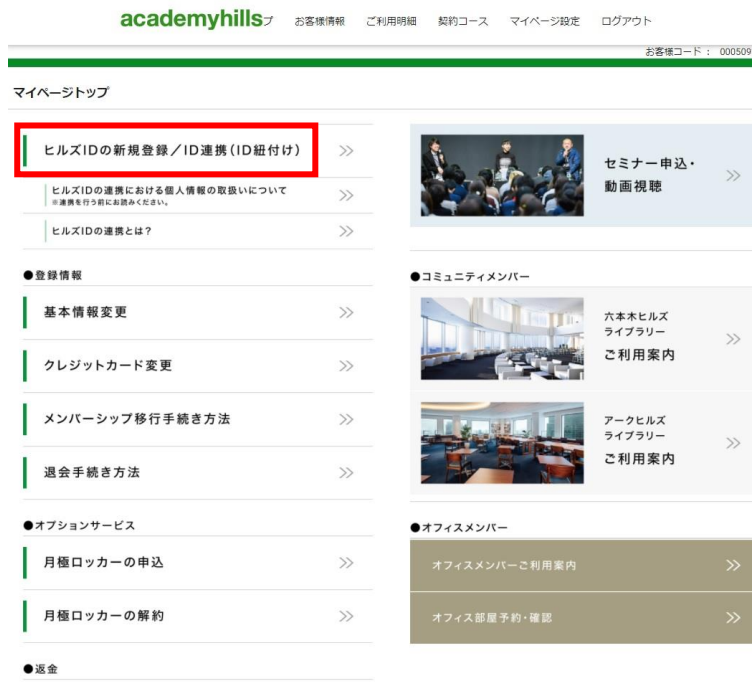 academyhills プ お客様情報 ご利用明細 契約コース マイページ設定 ログアウト
お客様コード： 000509
マイページトップ
ヒルズIDの新規登録／ID連携（ID紐付け）
ヒルズIDの連携における個人情報の取扱いについて
※連携を行う前にお読みください。
ヒルズIDの連携とは？
●登録情報
基本情報変更
クレジットカード変更
メンバーシップ移行手続き方法
退会手続き方法
●オプションサービス
月極ロッカーの申込
月極ロッカーの解約
●返金
セミナー申込・
動画視聴
●コミュニティメンバー
六本木ヒルズ
ライブラリー
ご利用案内
アークヒルズ
ライブラリー
ご利用案内
●オフィスメンバー
オフィスメンバーご利用案内
オフィス部屋予約・確認